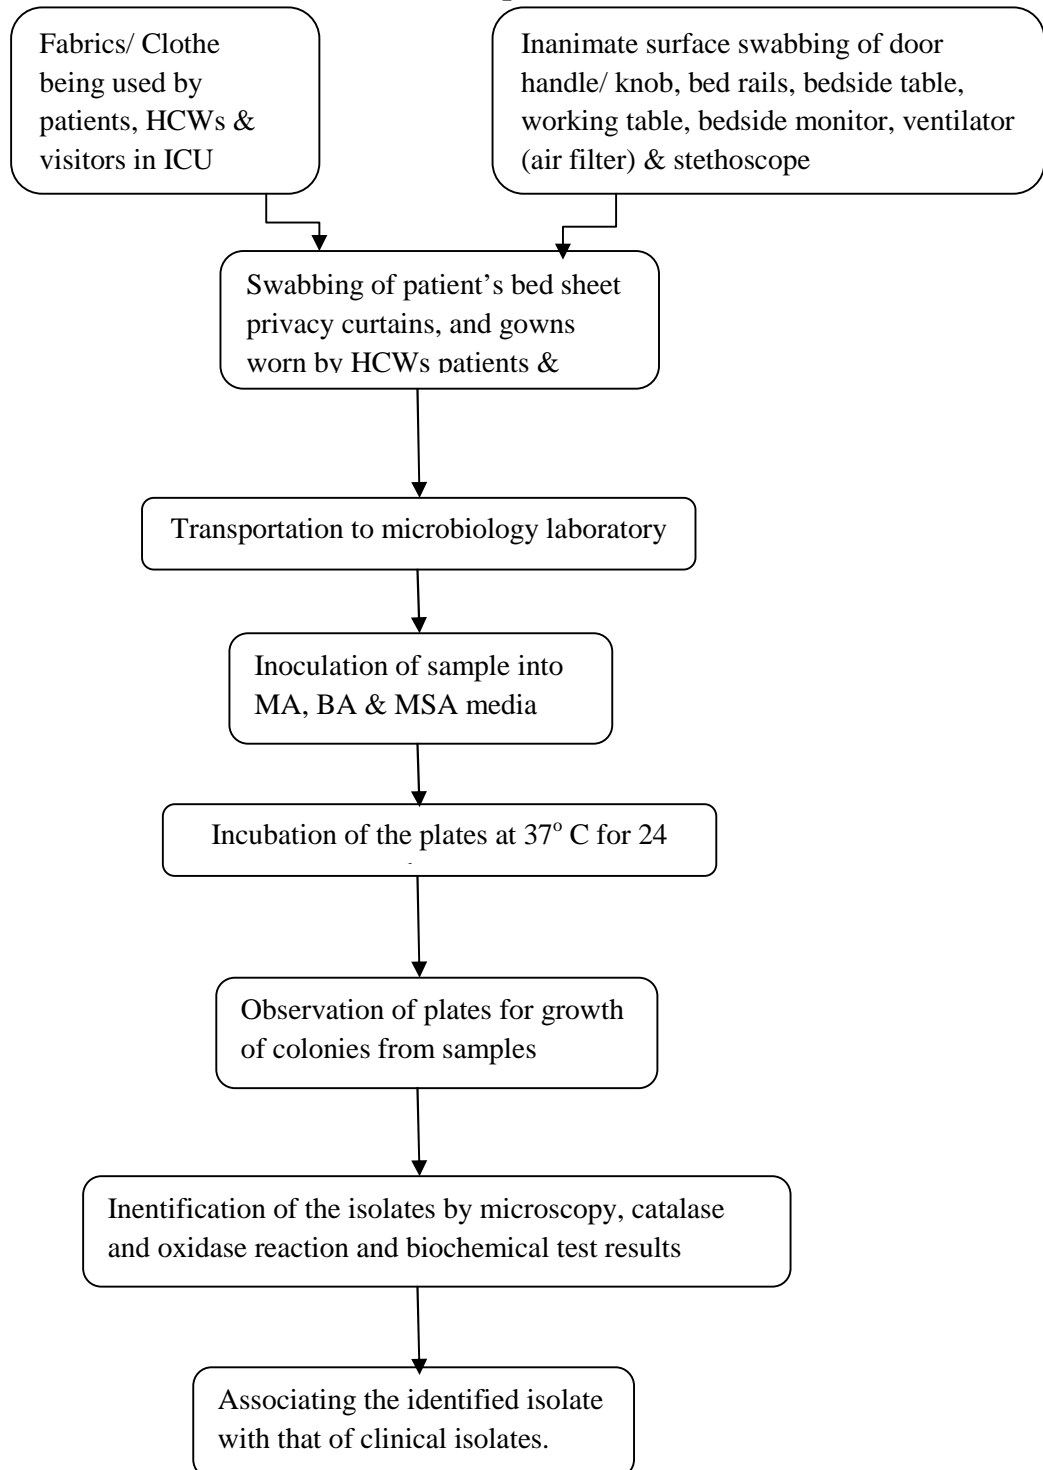 Fabrics/ Clothe
being used by
patients, HCWs &
visitors in ICU
Inanimate surface swabbing of door
handle/ knob, bed rails, bedside table,
working table, bedside monitor, ventilator
(air filter) & stethoscope
Swabbing of patient’s bed sheet
privacy curtains, and gowns
worn by HCWs patients &
Transportation to microbiology laboratory
Inoculation of sample into
MA, BA & MSA media
Incubation of the plates at 37o C for 24
Observation of plates for growth
of colonies from samples
Inentification of the isolates by microscopy, catalase
and oxidase reaction and biochemical test results
Associating the identified isolate
with that of clinical isolates.